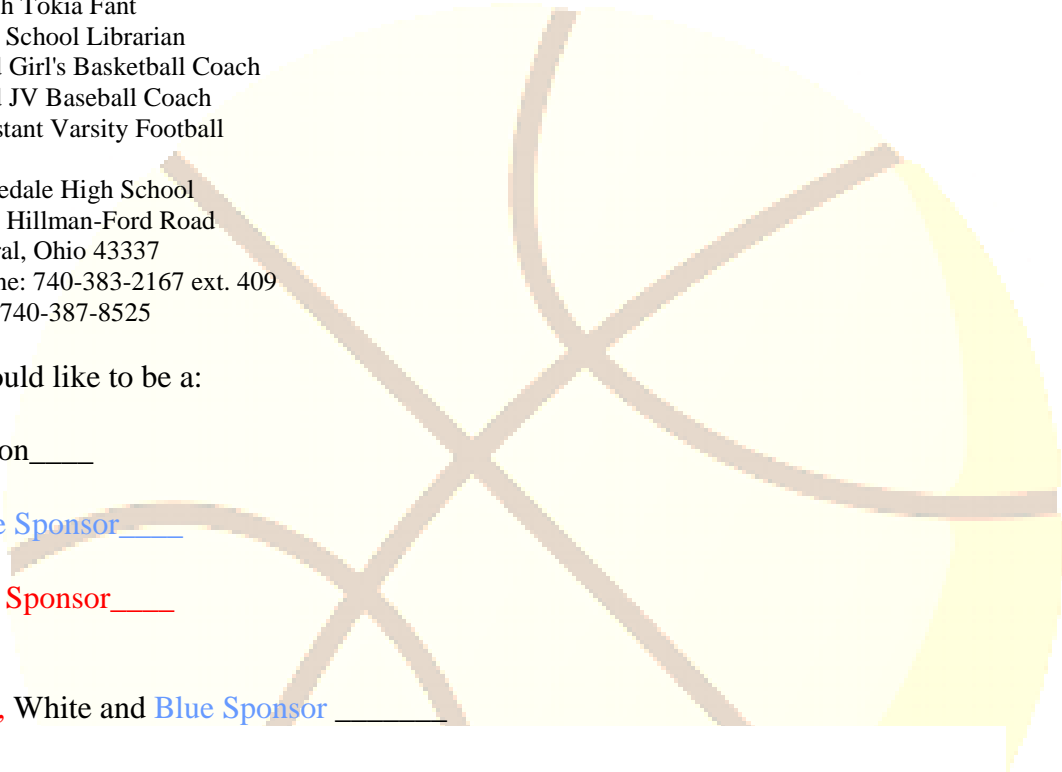 h Tokia Fant
School Librarian
l Girl's Basketball Coach
l JV Baseball Coach
stant Varsity Football
edale High School
Hillman-Ford Road
al, Ohio 43337
ne: 740-383-2167 ext. 409
740-387-8525
ould like to be a:
on____
e Sponsor____
Sponsor____
, White and Blue Sponsor _______